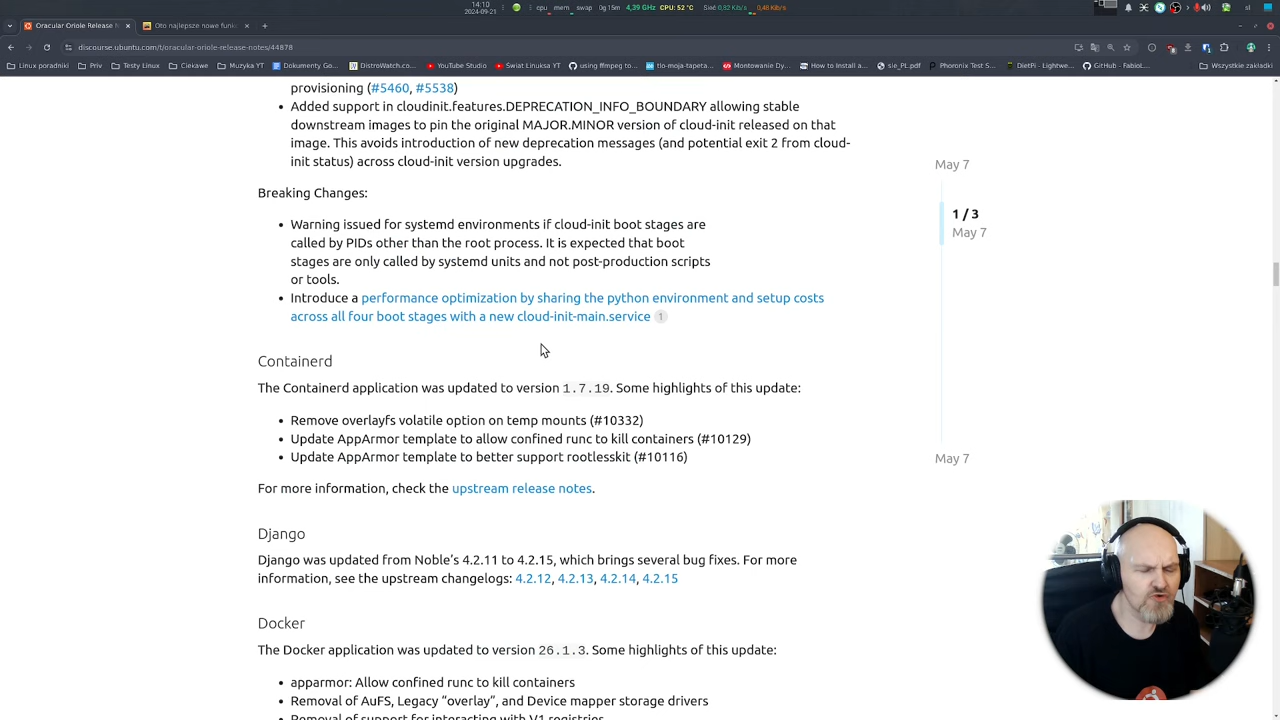 14:10
2024-09-21
cpu mem swap 0g15m 4,39 GHz CPU: 52 °C Ssie 0,82 Kib/s 0,48 Kib/s
sl
Oracular Oriole Release N
Oto najlepsze nowe funk
discourse.ubuntu.com/t/oracular-oriole-release-notes/44878
Linux poradniki
Priv
Testy Linux
Ciekawe
Muzyka YT
Dokumenty Go...
DistroWatch.co...
YouTube Studio
Świat Linuksa YT
using ffmpeg to...
tlo-moja-tapeta...
Montowanie Dy...
How to Install a...
sie_PL.pdf
Phoronix Test S...
DietPi - Lightwe...
GitHub - FabioL...
Wszystkie zakładki
provisioning (#5460, #5538)
Added support in cloudinit.features.DEPRECATION_INFO_BOUNDARY allowing stable
downstream images to pin the original MAJOR.MINOR version of cloud-init released on that
image. This avoids introduction of new deprecation messages (and potential exit 2 from cloud-
init status) across cloud-init version upgrades.
Breaking Changes:
Warning issued for systemd environments if cloud-init boot stages are
called by PIDs other than the root process. It is expected that boot
stages are only called by systemd units and not post-production scripts
or tools.
Introduce a performance optimization by sharing the python environment and setup costs
across all four boot stages with a new cloud-init-main.service 1
Containerd
The Containerd application was updated to version 1.7.19. Some highlights of this update:
Remove overlayfs volatile option on temp mounts (#10332)
Update AppArmor template to allow confined runc to kill containers (#10129)
Update AppArmor template to better support rootlesskit (#10116)
For more information, check the upstream release notes.
Django
Django was updated from Noble’s 4.2.11 to 4.2.15, which brings several bug fixes. For more
information, see the upstream changelogs: 4.2.12, 4.2.13, 4.2.14, 4.2.15
Docker
The Docker application was updated to version 26.1.3. Some highlights of this update:
apparmor: Allow confined runc to kill containers
Removal of AuFS, Legacy “overlay”, and Device mapper storage drivers
Removal of support for interacting with V1 registries
May 7
1 / 3
May 7
May 7